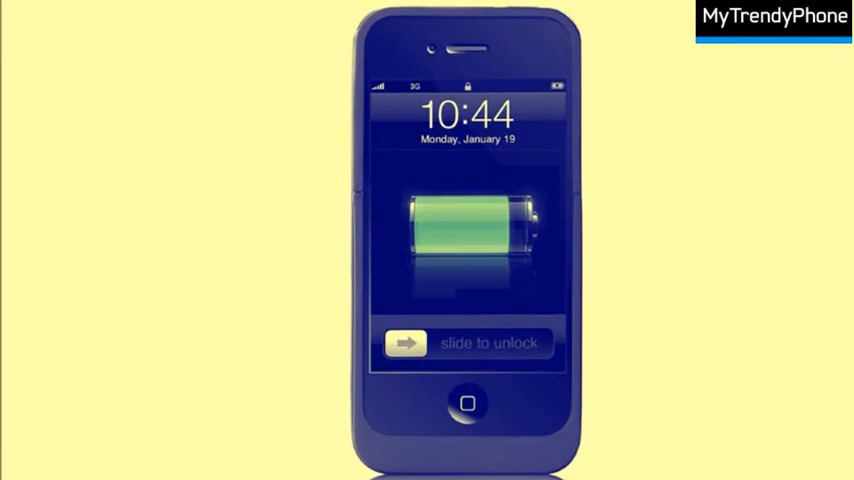 MyTrendyPhone
3G
10:44
Monday, January 19
slide to unlock